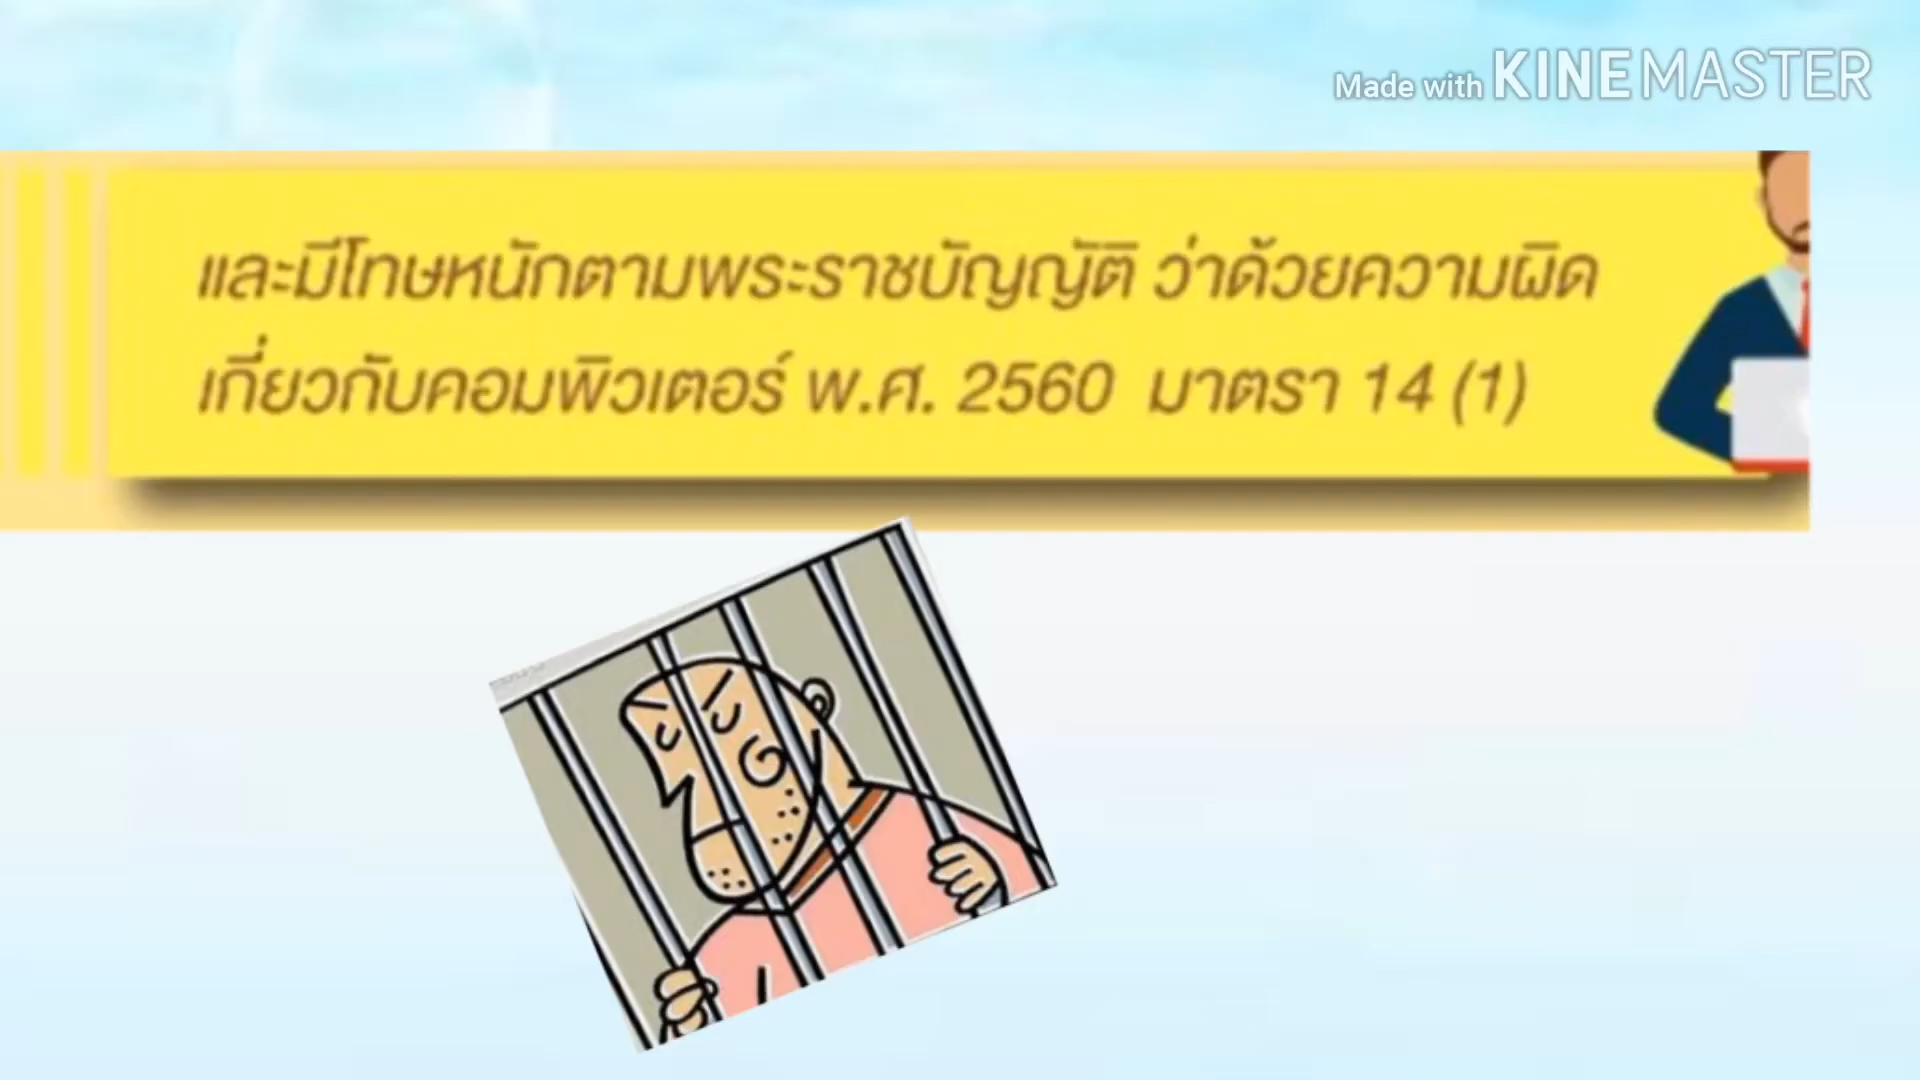 Made with KINEMASTER
และมีโทษหนักตามพระราชบัญญัติ ว่าด้วยความผิด
เกี่ยวกับคอมพิวเตอร์ พ.ศ. 2560 มาตรา 14 (1)